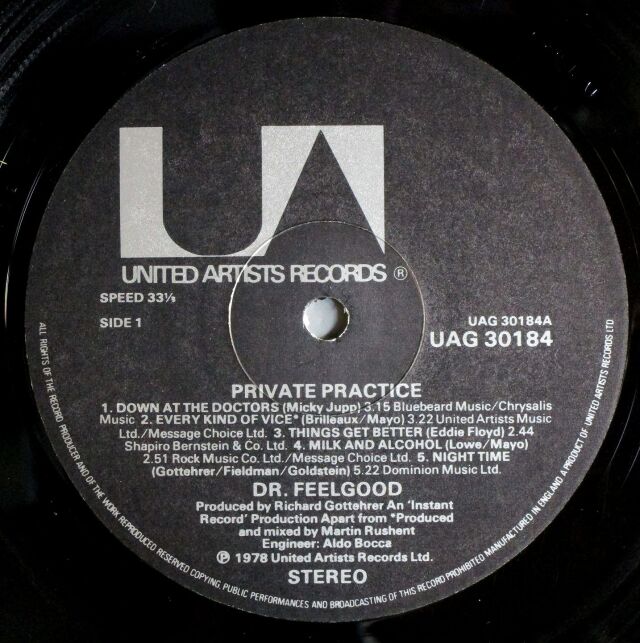 UA
UNITED ARTISTS RECORDS ®
SPEED 33⅓
SIDE 1
UAG 30184A
UAG 30184
PRIVATE PRACTICE
1. DOWN AT THE DOCTORS (Micky Jupp) 3.15 Bluebeard Music/Chrysalis
Music 2. EVERY KIND OF VICE* (Brilleaux/Mayo) 3.22 United Artists Music
Ltd./Message Choice Ltd. 3. THINGS GET BETTER (Eddie Floyd) 2.44
Shapiro Bernstein & Co. Ltd. 4. MILK AND ALCOHOL (Lowe/Mayo)
2.51 Rock Music Co. Ltd./Message Choice Ltd. 5. NIGHT TIME
(Gottehrer/Fieldman/Goldstein) 5.22 Dominion Music Ltd.
DR. FEELGOOD
Produced by Richard Gottehrer An ‘Instant
Record’ Production Apart from *Produced
and mixed by Martin Rushent
Engineer: Aldo Bocca
℗ 1978 United Artists Records Ltd.
STEREO
ALL RIGHTS OF THE RECORD PRODUCER AND OF THE WORK REPRODUCED RESERVED COPYING, PUBLIC PERFORMANCES AND BROADCASTING OF THIS RECORD PROHIBITED MANUFACTURED IN ENGLAND A PRODUCT OF: UNITED ARTISTS RECORDS LTD